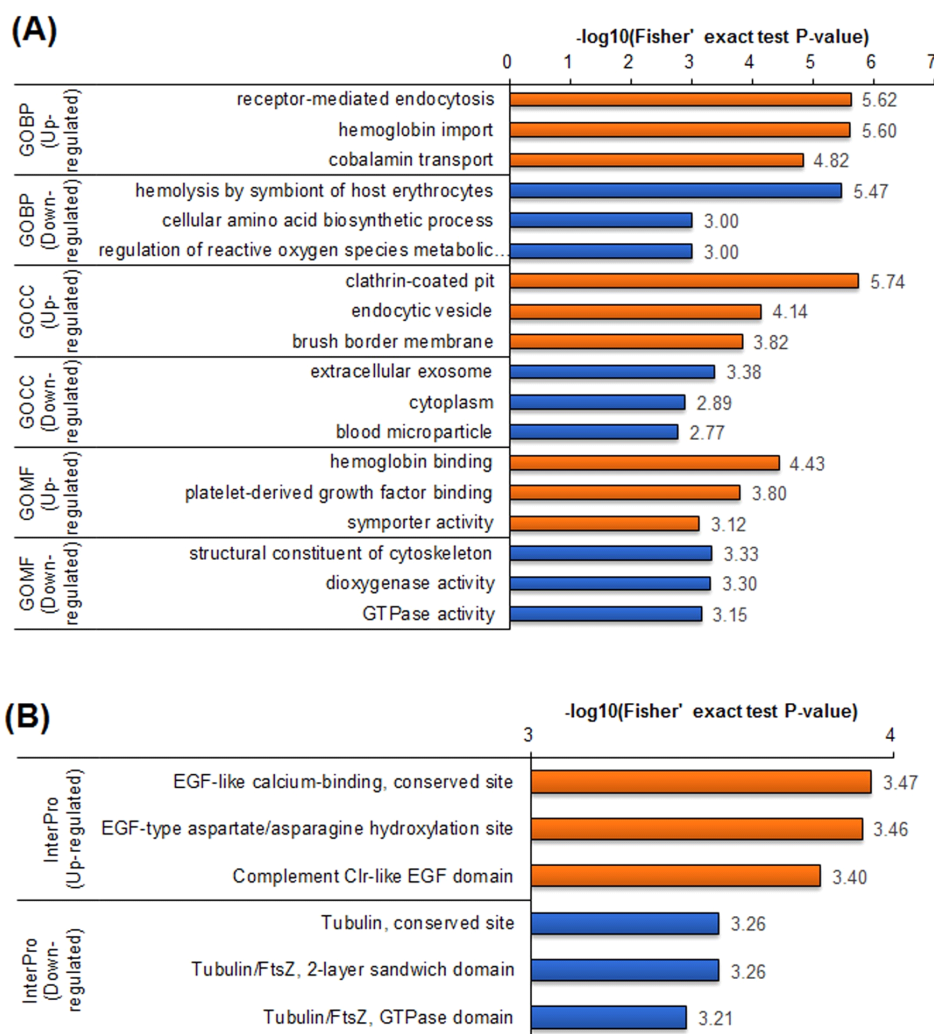 (A)
-log10(Fisher' exact test P-value)
0 1 2 3 4 5 6 7
GOBP
(Up-
regulated)
receptor-mediated endocytosis 5.62
hemoglobin import 5.60
cobalamin transport 4.82
GOBP
(Down-
regulated)
hemolysis by symbiont of host erythrocytes 5.47
cellular amino acid biosynthetic process 3.00
regulation of reactive oxygen species metabolic... 3.00
GOCC
(Up-
regulated)
clathrin-coated pit 5.74
endocytic vesicle 4.14
brush border membrane 3.82
GOCC
(Down-
regulated)
extracellular exosome 3.38
cytoplasm 2.89
blood microparticle 2.77
GOMF
(Up-
regulated)
hemoglobin binding 4.43
platelet-derived growth factor binding 3.80
symporter activity 3.12
GOMF
(Down-
regulated)
structural constituent of cytoskeleton 3.33
dioxygenase activity 3.30
GTPase activity 3.15
(B)
-log10(Fisher' exact test P-value)
3 4
InterPro
(Up-regulated)
EGF-like calcium-binding, conserved site 3.47
EGF-type aspartate/asparagine hydroxylation site 3.46
Complement Clr-like EGF domain 3.40
InterPro
(Down-
regulated)
Tubulin, conserved site 3.26
Tubulin/FtsZ, 2-layer sandwich domain 3.26
Tubulin/FtsZ, GTPase domain 3.21